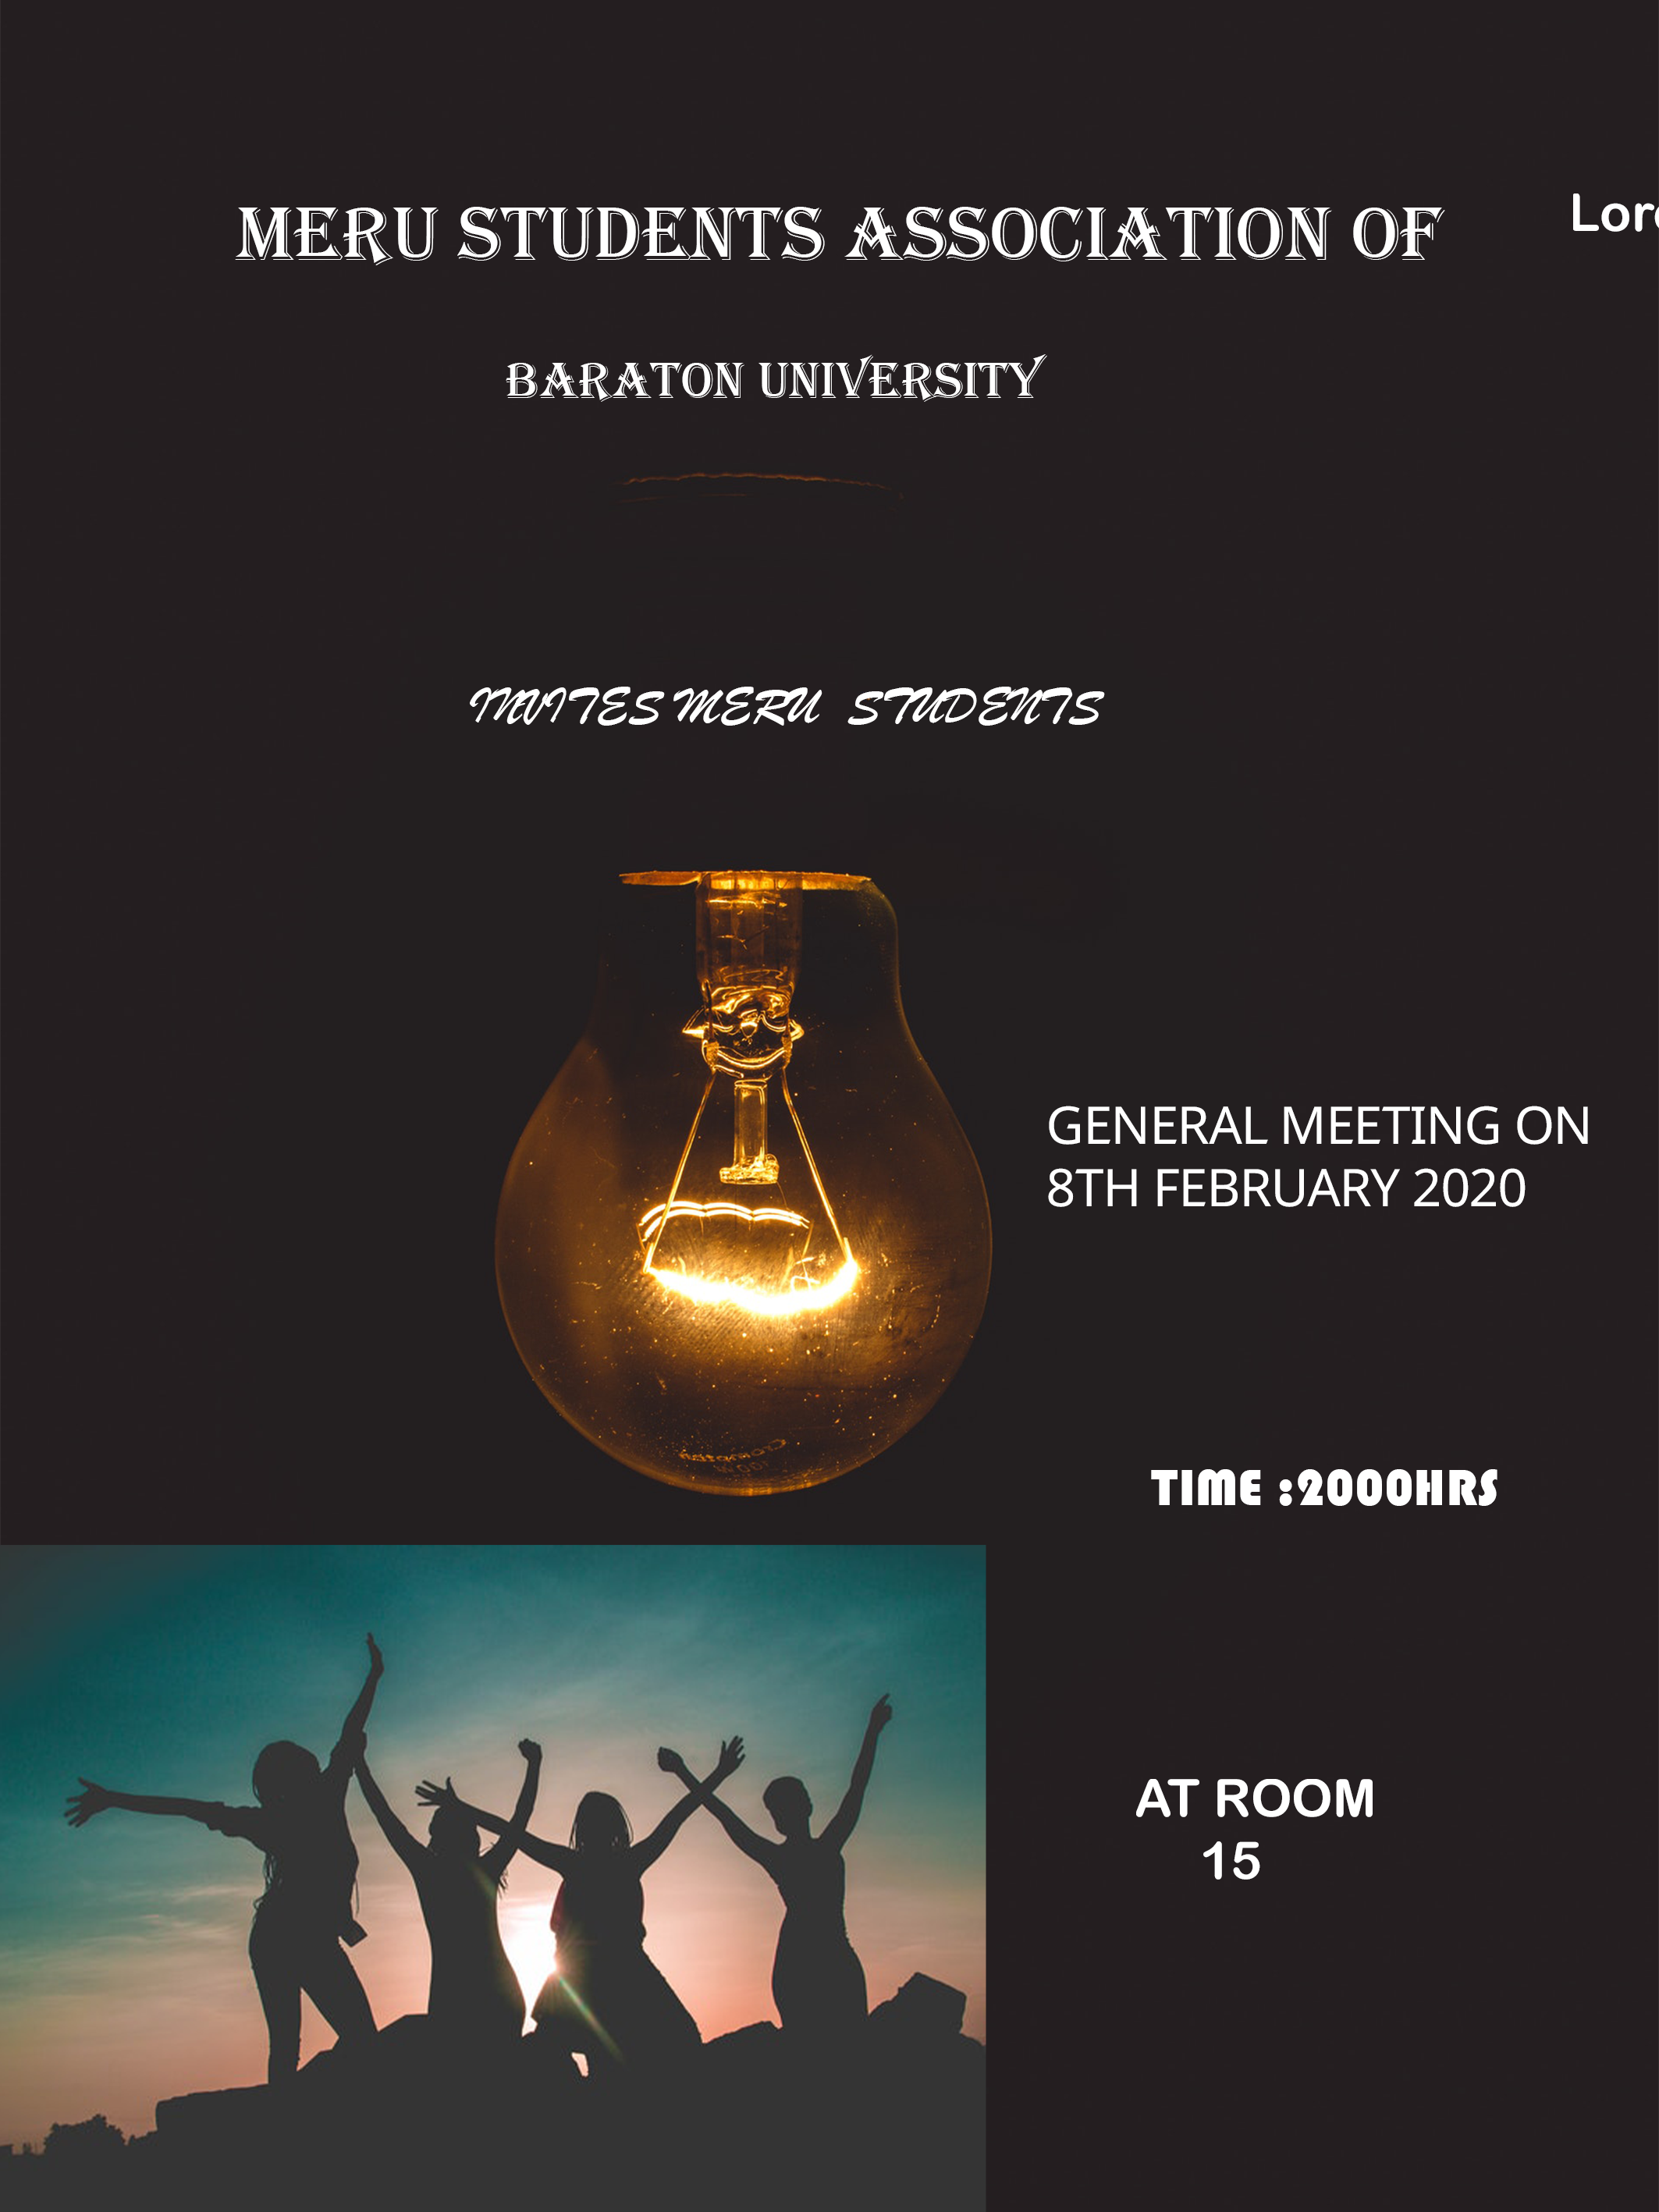 MERU STUDENTS ASSOCIATION OF
Lore
BARATON UNIVERSITY
INVITES MERU STUDENTS
GENERAL MEETING ON
8TH FEBRUARY 2020
TIME :2000HRS
AT ROOM
15